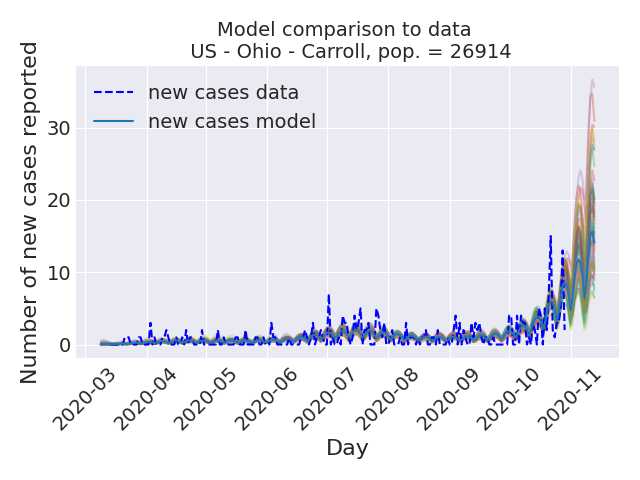 Model comparison to data
US - Ohio - Carroll, pop. = 26914
Number of new cases reported
30
20
10
0
new cases data
new cases model
2020-03
2020-04
2020-05
2020-06
2020-07
2020-08
2020-09
2020-10
2020-11
Day